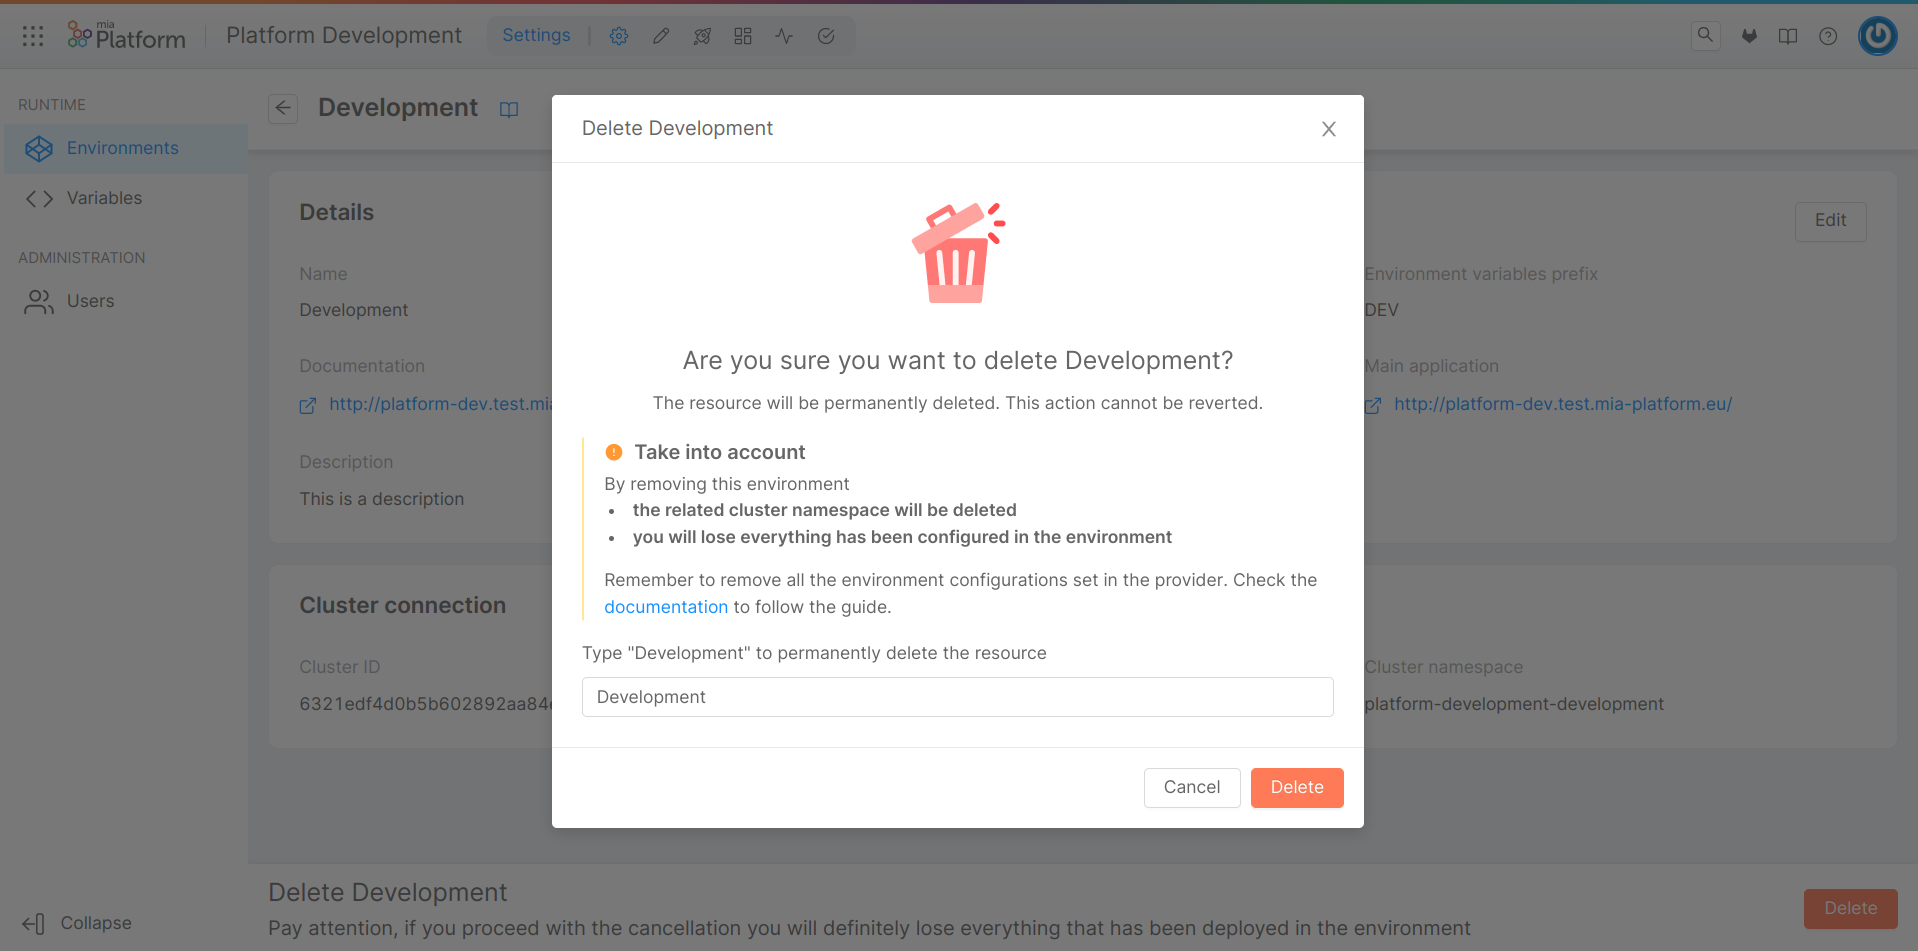 mia
Platform
Platform Development
Settings
RUNTIME
Environments
Variables
ADMINISTRATION
Users
Collapse
Development
Details
Edit
Name
Development
Environment variables prefix
DEV
Documentation
http://platform-dev.test.mia
Main application
http://platform-dev.test.mia-platform.eu/
Description
This is a description
Cluster connection
Cluster ID
6321edf4d0b5b602892aa84
Cluster namespace
platform-development-development
Delete Development
Are you sure you want to delete Development?
The resource will be permanently deleted. This action cannot be reverted.
Take into account
By removing this environment
• the related cluster namespace will be deleted
• you will lose everything has been configured in the environment
Remember to remove all the environment configurations set in the provider. Check the
documentation to follow the guide.
Type "Development" to permanently delete the resource
Development
Cancel
Delete
Delete Development
Pay attention, if you proceed with the cancellation you will definitely lose everything that has been deployed in the environment
Delete